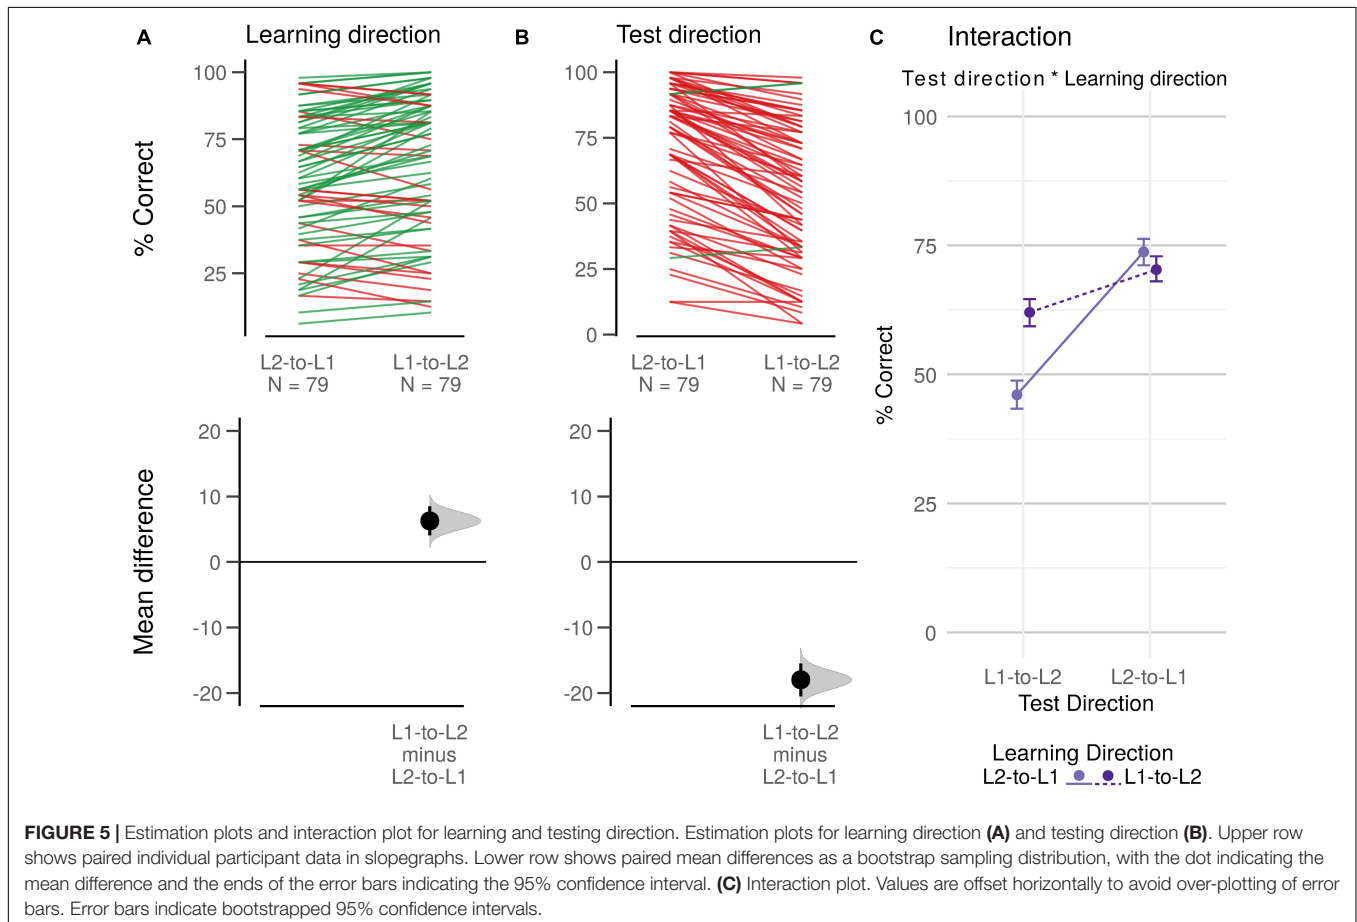 A
Learning direction
100
75
50
25
% Correct
L2-to-L1
N = 79
L1-to-L2
N = 79
20
10
0
-10
-20
Mean difference
L1-to-L2
minus
L2-to-L1
B
Test direction
100
75
50
25
0
L2-to-L1
N = 79
L1-to-L2
N = 79
20
10
0
-10
-20
L1-to-L2
minus
L2-to-L1
C
Interaction
Test direction * Learning direction
100
75
50
25
0
% Correct
L1-to-L2
L2-to-L1
Test Direction
Learning Direction
L2-to-L1
L1-to-L2
FIGURE 5 | Estimation plots and interaction plot for learning and testing direction. Estimation plots for learning direction (A) and testing direction (B). Upper row
shows paired individual participant data in slopegraphs. Lower row shows paired mean differences as a bootstrap sampling distribution, with the dot indicating the
mean difference and the ends of the error bars indicating the 95% confidence interval. (C) Interaction plot. Values are offset horizontally to avoid over-plotting of error
bars. Error bars indicate bootstrapped 95% confidence intervals.